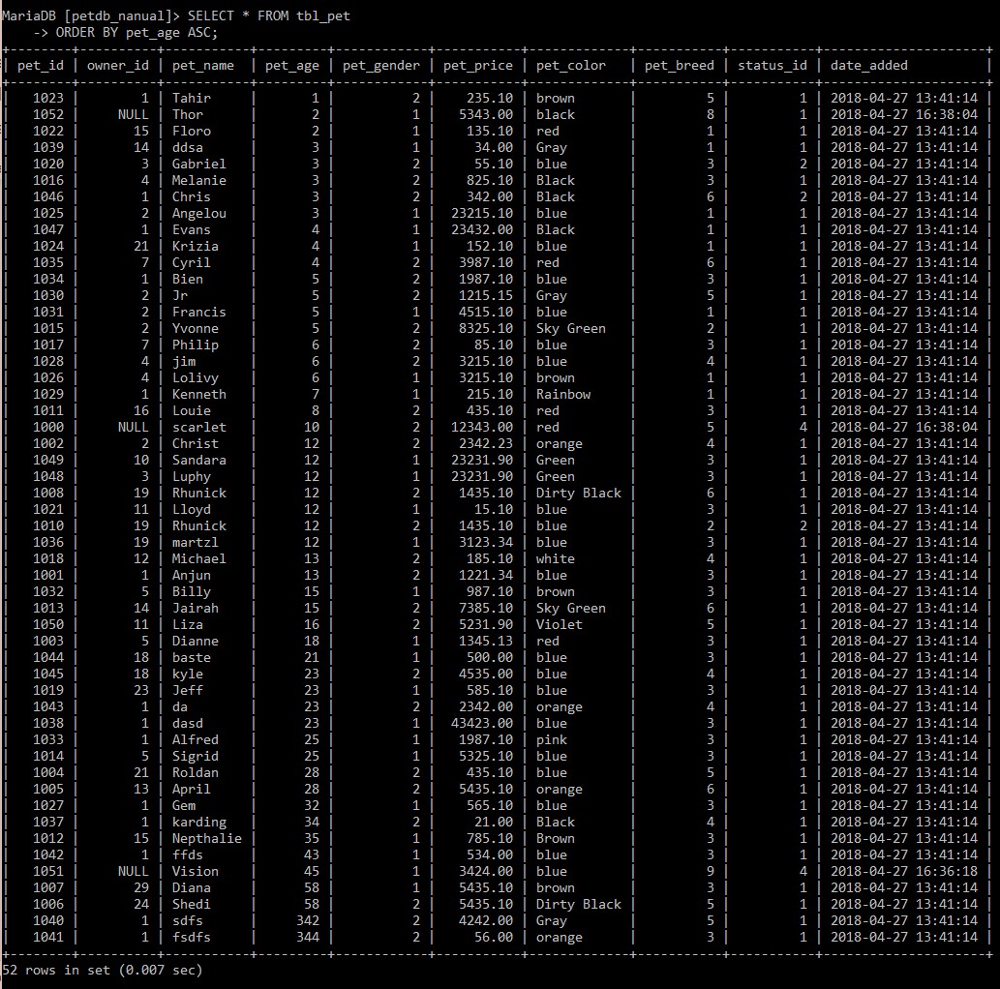 MariaDB [petdb_nanual]> SELECT * FROM tbl_pet
    -> ORDER BY pet_age ASC;
+--------+----------+-----------+---------+------------+-----------+-------------+-----------+-----------+---------------------+
| pet_id | owner_id | pet_name  | pet_age | pet_gender | pet_price | pet_color   | pet_breed | status_id | date_added          |
+--------+----------+-----------+---------+------------+-----------+-------------+-----------+-----------+---------------------+
|   1023 |        1 | Tahir     |       1 |          2 |    235.10 | brown       |         5 |         1 | 2018-04-27 13:41:14 |
|   1052 |     NULL | Thor      |       2 |          1 |   5343.00 | black       |         8 |         1 | 2018-04-27 16:38:04 |
|   1022 |       15 | Floro     |       2 |          1 |    135.10 | red         |         1 |         1 | 2018-04-27 13:41:14 |
|   1039 |       14 | ddsa      |       3 |          1 |     34.00 | Gray        |         1 |         1 | 2018-04-27 13:41:14 |
|   1020 |        3 | Gabriel   |       3 |          2 |     55.10 | blue        |         3 |         2 | 2018-04-27 13:41:14 |
|   1016 |        4 | Melanie   |       3 |          2 |    825.10 | Black       |         3 |         1 | 2018-04-27 13:41:14 |
|   1046 |        1 | Chris     |       3 |          2 |    342.00 | Black       |         6 |         2 | 2018-04-27 13:41:14 |
|   1025 |        2 | Angelou   |       3 |          1 |  23215.10 | blue        |         1 |         1 | 2018-04-27 13:41:14 |
|   1047 |        1 | Evans     |       4 |          1 |  23432.00 | Black       |         1 |         1 | 2018-04-27 13:41:14 |
|   1024 |       21 | Krizia    |       4 |          1 |    152.10 | blue        |         1 |         1 | 2018-04-27 13:41:14 |
|   1035 |        7 | Cyril     |       4 |          2 |   3987.10 | red         |         6 |         1 | 2018-04-27 13:41:14 |
|   1034 |        1 | Bien      |       5 |          2 |   1987.10 | blue        |         3 |         1 | 2018-04-27 13:41:14 |
|   1030 |        2 | Jr        |       5 |          2 |   1215.15 | Gray        |         5 |         1 | 2018-04-27 13:41:14 |
|   1031 |        2 | Francis   |       5 |          1 |   4515.10 | blue        |         1 |         1 | 2018-04-27 13:41:14 |
|   1015 |        2 | Yvonne    |       5 |          2 |   8325.10 | Sky Green   |         2 |         1 | 2018-04-27 13:41:14 |
|   1017 |        7 | Philip    |       6 |          2 |     85.10 | blue        |         3 |         1 | 2018-04-27 13:41:14 |
|   1028 |        4 | jim       |       6 |          2 |   3215.10 | blue        |         4 |         1 | 2018-04-27 13:41:14 |
|   1026 |        4 | Lolivy    |       6 |          1 |   3215.10 | brown       |         1 |         1 | 2018-04-27 13:41:14 |
|   1029 |        1 | Kenneth   |       7 |          1 |    215.10 | Rainbow     |         1 |         1 | 2018-04-27 13:41:14 |
|   1011 |       16 | Louie     |       8 |          2 |    435.10 | red         |         3 |         1 | 2018-04-27 13:41:14 |
|   1000 |     NULL | scarlet   |      10 |          2 |  12343.00 | red         |         5 |         4 | 2018-04-27 16:38:04 |
|   1002 |        2 | Christ    |      12 |          2 |   2342.23 | orange      |         4 |         1 | 2018-04-27 13:41:14 |
|   1049 |       10 | Sandara   |      12 |          1 |  23231.90 | Green       |         3 |         1 | 2018-04-27 13:41:14 |
|   1048 |        3 | Luphy     |      12 |          1 |  23231.90 | Green       |         3 |         1 | 2018-04-27 13:41:14 |
|   1008 |       19 | Rhunick   |      12 |          2 |   1435.10 | Dirty Black |         6 |         1 | 2018-04-27 13:41:14 |
|   1021 |       11 | Lloyd     |      12 |          1 |     15.10 | blue        |         3 |         1 | 2018-04-27 13:41:14 |
|   1010 |       19 | Rhunick   |      12 |          2 |   1435.10 | blue        |         2 |         2 | 2018-04-27 13:41:14 |
|   1036 |       19 | martzl    |      12 |          1 |   3123.34 | blue        |         3 |         1 | 2018-04-27 13:41:14 |
|   1018 |       12 | Michael   |      13 |          2 |    185.10 | white       |         4 |         1 | 2018-04-27 13:41:14 |
|   1001 |        1 | Anjun     |      13 |          2 |   1221.34 | blue        |         3 |         1 | 2018-04-27 13:41:14 |
|   1032 |        5 | Billy     |      15 |          1 |    987.10 | brown       |         3 |         1 | 2018-04-27 13:41:14 |
|   1013 |       14 | Jairah    |      15 |          2 |   7385.10 | Sky Green   |         6 |         1 | 2018-04-27 13:41:14 |
|   1050 |       11 | Liza      |      16 |          2 |   5231.90 | Violet      |         5 |         1 | 2018-04-27 13:41:14 |
|   1003 |        5 | Dianne    |      18 |          1 |   1345.13 | red         |         3 |         1 | 2018-04-27 13:41:14 |
|   1044 |       18 | baste     |      21 |          1 |    500.00 | blue        |         3 |         1 | 2018-04-27 13:41:14 |
|   1045 |       18 | kyle      |      23 |          2 |   4535.00 | blue        |         4 |         1 | 2018-04-27 13:41:14 |
|   1019 |       23 | Jeff      |      23 |          1 |    585.10 | blue        |         3 |         1 | 2018-04-27 13:41:14 |
|   1043 |        1 | da        |      23 |          2 |   2342.00 | orange      |         4 |         1 | 2018-04-27 13:41:14 |
|   1038 |        1 | dasd      |      23 |          1 |  43423.00 | blue        |         3 |         1 | 2018-04-27 13:41:14 |
|   1033 |        1 | Alfred    |      25 |          1 |   1987.10 | pink        |         3 |         1 | 2018-04-27 13:41:14 |
|   1014 |        5 | Sigrid    |      25 |          1 |   5325.10 | blue        |         3 |         1 | 2018-04-27 13:41:14 |
|   1004 |       21 | Roldan    |      28 |          2 |    435.10 | blue        |         5 |         1 | 2018-04-27 13:41:14 |
|   1005 |       13 | April     |      28 |          2 |   5435.10 | orange      |         6 |         1 | 2018-04-27 13:41:14 |
|   1027 |        1 | Gem       |      32 |          1 |    565.10 | blue        |         3 |         1 | 2018-04-27 13:41:14 |
|   1037 |        1 | karding   |      34 |          2 |     21.00 | Black       |         4 |         1 | 2018-04-27 13:41:14 |
|   1012 |       15 | Nepthalie |      35 |          1 |    785.10 | Brown       |         3 |         1 | 2018-04-27 13:41:14 |
|   1042 |        1 | ffds      |      43 |          1 |    534.00 | blue        |         3 |         1 | 2018-04-27 13:41:14 |
|   1051 |     NULL | Vision    |      45 |          1 |   3424.00 | blue        |         9 |         4 | 2018-04-27 16:36:18 |
|   1007 |       29 | Diana     |      58 |          1 |   5435.10 | brown       |         3 |         1 | 2018-04-27 13:41:14 |
|   1006 |       24 | Shedi     |      58 |          2 |   5435.10 | Dirty Black |         5 |         1 | 2018-04-27 13:41:14 |
|   1040 |        1 | sdfs      |     342 |          2 |   4242.00 | Gray        |         5 |         1 | 2018-04-27 13:41:14 |
|   1041 |        1 | fsdfs     |     344 |          2 |     56.00 | orange      |         3 |         1 | 2018-04-27 13:41:14 |
+--------+----------+-----------+---------+------------+-----------+-------------+-----------+-----------+---------------------+
52 rows in set (0.007 sec)